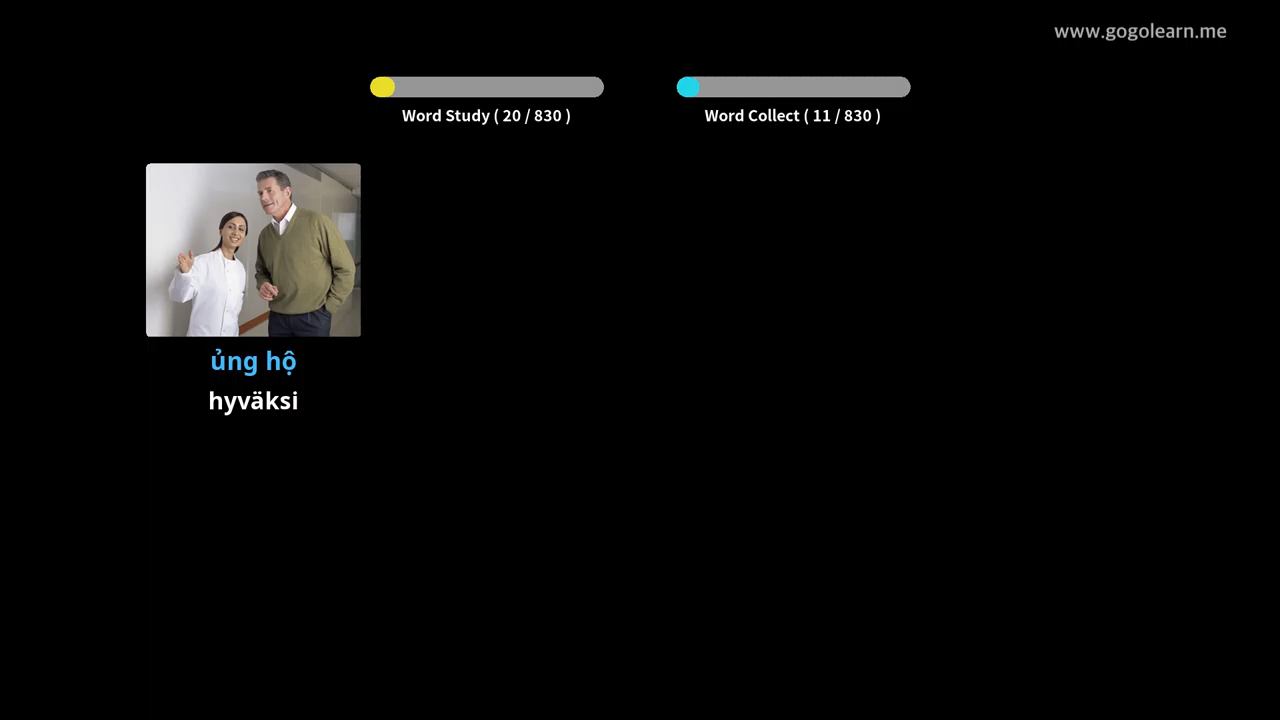 www.gogolearn.me
Word Study ( 20 / 830 )
Word Collect ( 11 / 830 )
ủng hộ
hyväksi